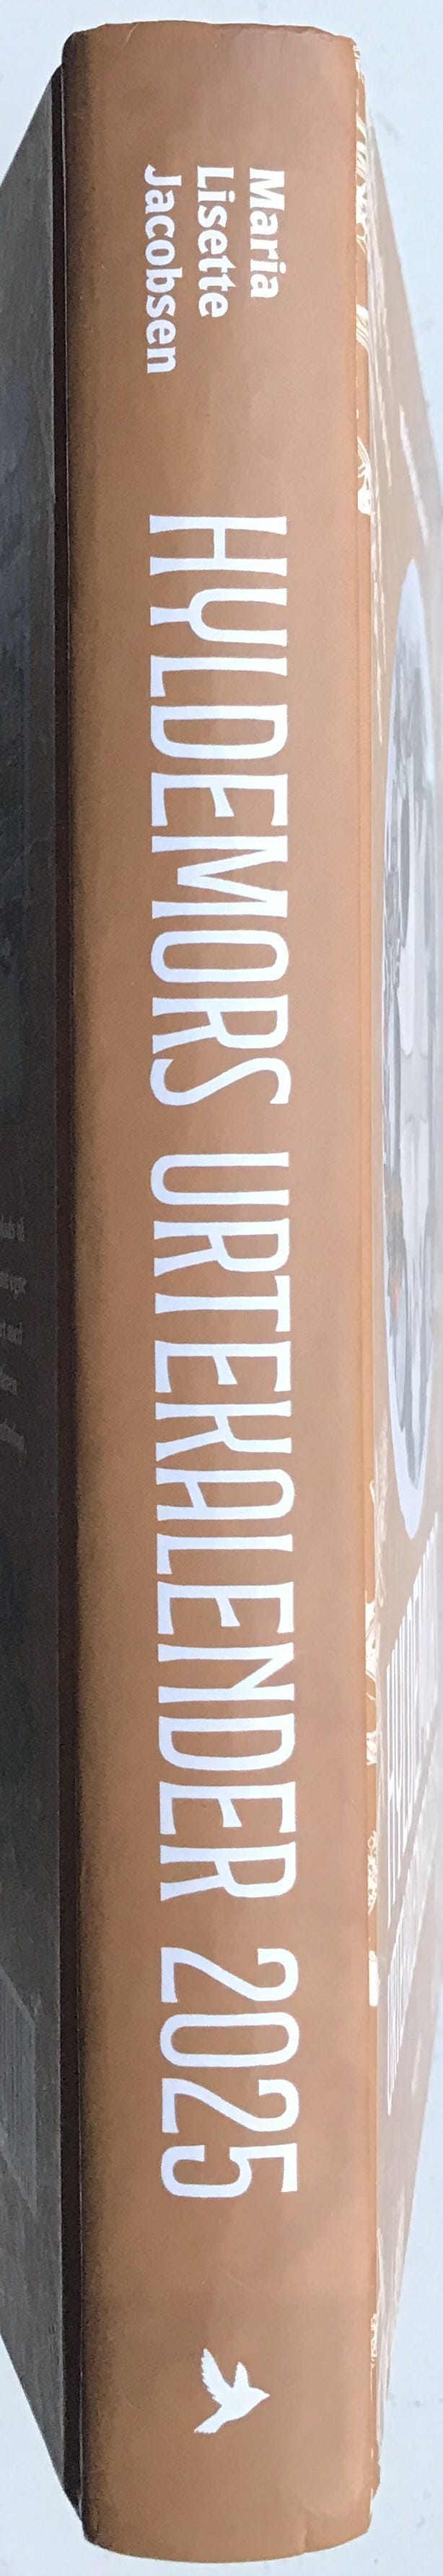 Maria
Lisette
Jacobsen
HYLDEMORS URTEKALENDER 2025